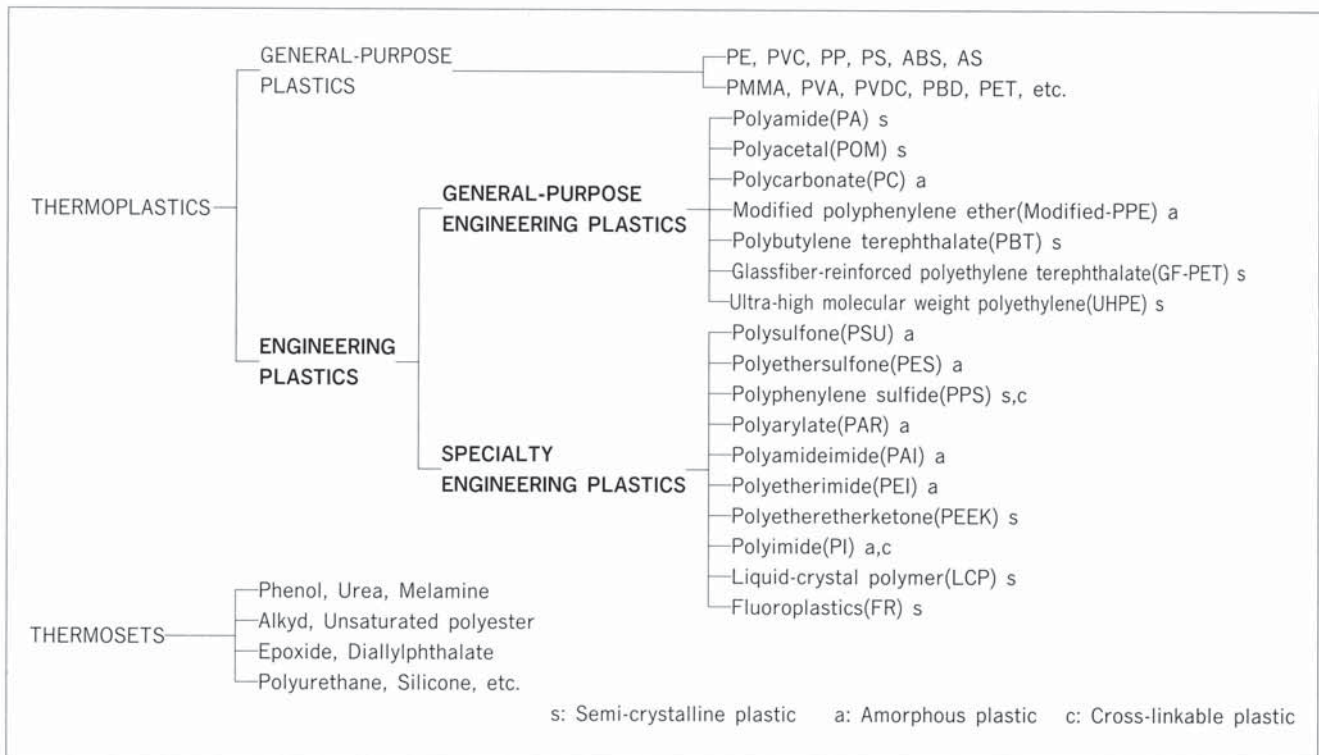 GENERAL-PURPOSE
PLASTICS
PE, PVC, PP, PS, ABS, AS
PMMA, PVA, PVDC, PBD, PET, etc.
THERMOPLASTICS
GENERAL-PURPOSE
ENGINEERING PLASTICS
Polyamide(PA) s
Polyacetal(POM) s
Polycarbonate(PC) a
Modified polyphenylene ether(Modified-PPE) a
Polybutylene terephthalate(PBT) s
Glassfiber-reinforced polyethylene terephthalate(GF-PET) s
Ultra-high molecular weight polyethylene(UHPE) s
ENGINEERING
PLASTICS
SPECIALTY
ENGINEERING PLASTICS
Polysulfone(PSU) a
Polyethersulfone(PES) a
Polyphenylene sulfide(PPS) s,c
Polyarylate(PAR) a
Polyamideimide(PAI) a
Polyetherimide(PEI) a
Polyetheretherketone(PEEK) s
Polyimide(PI) a,c
Liquid-crystal polymer(LCP) s
Fluoroplastics(FR) s
THERMOSETS
Phenol, Urea, Melamine
Alkyd, Unsaturated polyester
Epoxide, Diallylphthalate
Polyurethane, Silicone, etc.
s: Semi-crystalline plastic a: Amorphous plastic c: Cross-linkable plastic